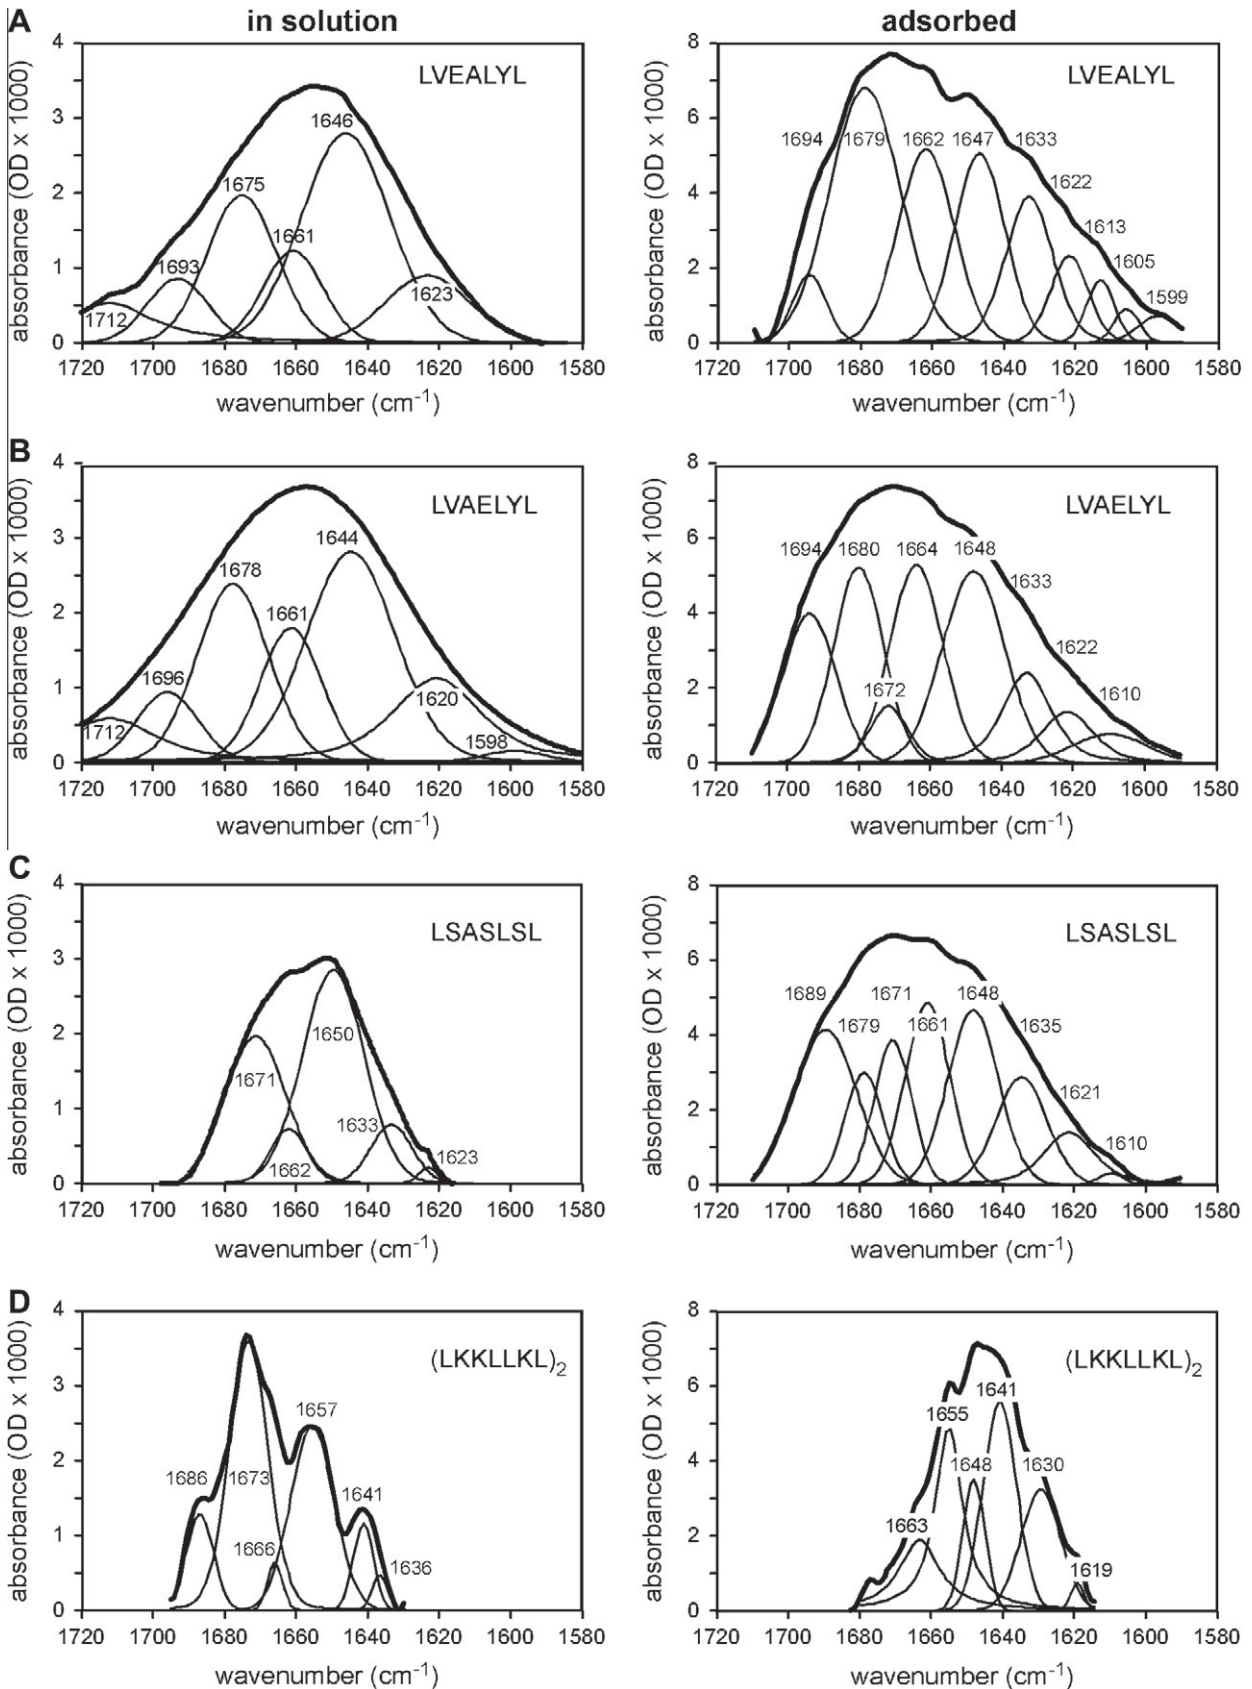 A
in solution
adsorbed
absorbance (OD x 1000)
4
3
2
1
0
LVEALYL
1646
1675
1661
1693
1623
1712
1720 1700 1680 1660 1640 1620 1600 1580
wavenumber (cm-1)
absorbance (OD x 1000)
8
6
4
2
0
LVEALYL
1694 1679 1662 1647 1633
1622
1613
1605
1599
1720 1700 1680 1660 1640 1620 1600 1580
wavenumber (cm-1)
B
absorbance (OD x 1000)
4
3
2
1
0
LVAELYL
1644
1678
1661
1696
1620
1712
1598
1720 1700 1680 1660 1640 1620 1600 1580
wavenumber (cm-1)
absorbance (OD x 1000)
8
6
4
2
0
LVAELYL
1694 1680 1664 1648
1633
1622
1672
1610
1720 1700 1680 1660 1640 1620 1600 1580
wavenumber (cm-1)
C
absorbance (OD x 1000)
4
3
2
1
0
LSASLSL
1650
1671
1633
1662
1623
1720 1700 1680 1660 1640 1620 1600 1580
wavenumber (cm-1)
absorbance (OD x 1000)
8
6
4
2
0
LSASLSL
1689 1671 1648
1679 1661 1635
1621
1610
1720 1700 1680 1660 1640 1620 1600 1580
wavenumber (cm-1)
D
absorbance (OD x 1000)
4
3
2
1
0
(LKKLLKL)2
1657
1686 1673
1641
1666
1636
1720 1700 1680 1660 1640 1620 1600 1580
wavenumber (cm-1)
absorbance (OD x 1000)
8
6
4
2
0
(LKKLLKL)2
1641
1655
1648 1630
1663
1619
1720 1700 1680 1660 1640 1620 1600 1580
wavenumber (cm-1)